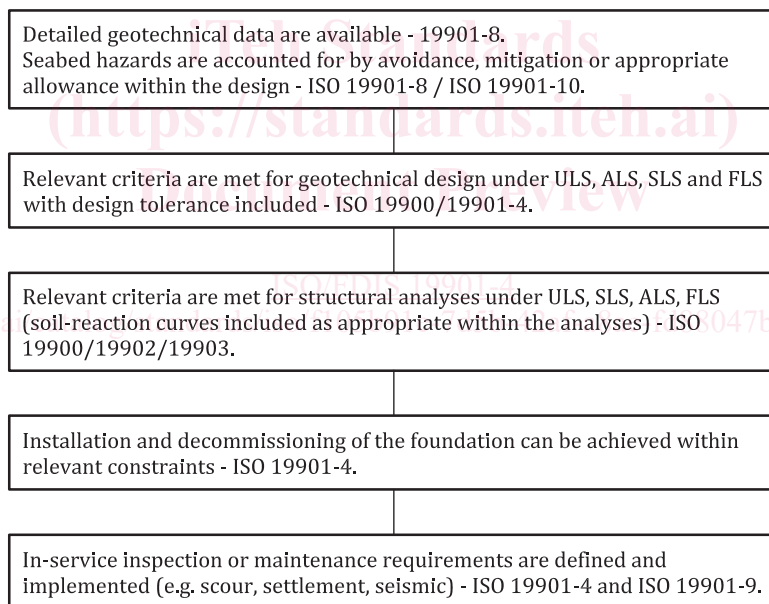 Detailed geotechnical data are available - 19901-8.
Seabed hazards are accounted for by avoidance, mitigation or appropriate
allowance within the design - ISO 19901-8 / ISO 19901-10.
iTeh Standards
(https://standards.iteh.ai)
Relevant criteria are met for geotechnical design under ULS, ALS, SLS and FLS
with design tolerance included - ISO 19900/19901-4.
Document Preview
ISO/FDIS 19901-4
Relevant criteria are met for structural analyses under ULS, SLS, ALS, FLS
(soil-reaction curves included as appropriate within the analyses) - ISO
19900/19902/19903.
Installation and decommissioning of the foundation can be achieved within
relevant constraints - ISO 19901-4.
In-service inspection or maintenance requirements are defined and
implemented (e.g. scour, settlement, seismic) - ISO 19901-4 and ISO 19901-9.